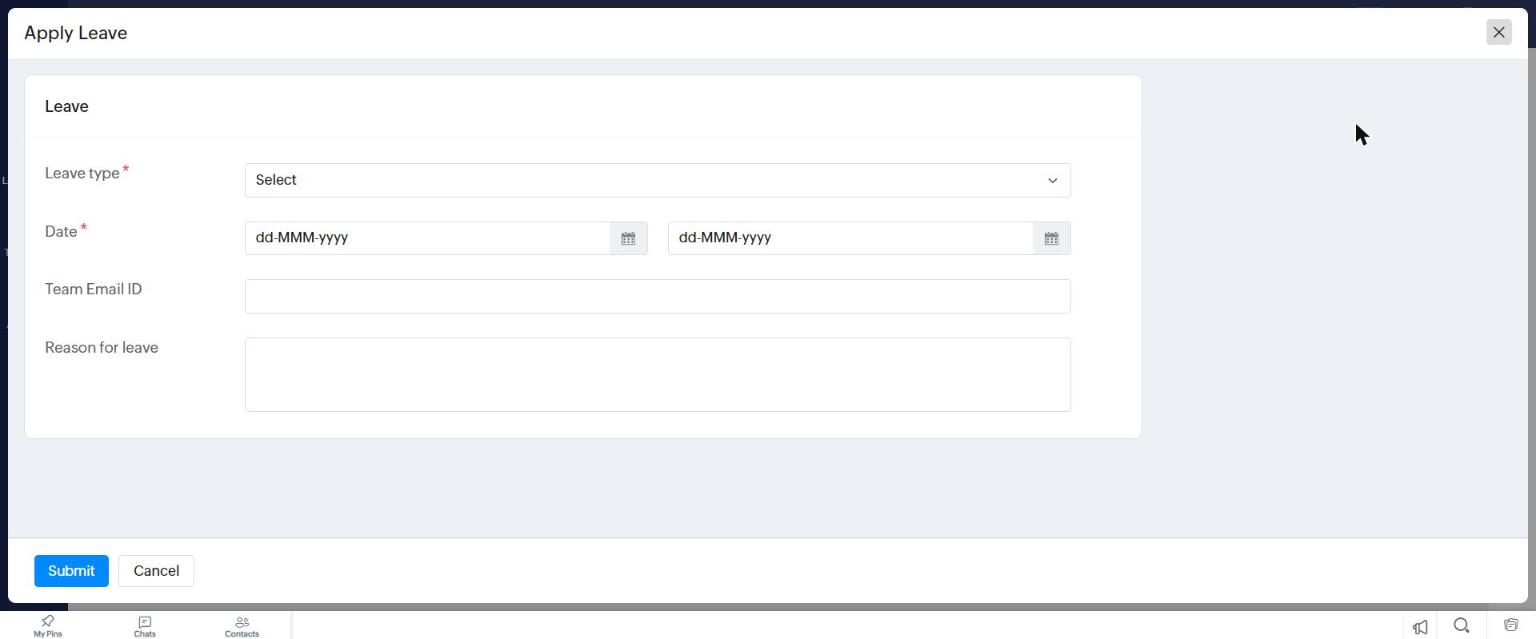 Apply Leave
Leave
Leave type *
Select
Date *
dd-MMM-yyyy dd-MMM-yyyy
Team Email ID
Reason for leave
Submit Cancel
My Pins Chats Contacts